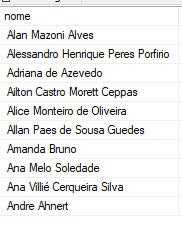 nome
Alan Mazoni Alves
Alessandro Henrique Peres Porfirio
Adriana de Azevedo
Ailton Castro Morett Ceppas
Alice Monteiro de Oliveira
Allan Paes de Sousa Guedes
Amanda Bruno
Ana Melo Soledade
Ana Villié Cerqueira Silva
Andre Ahnert